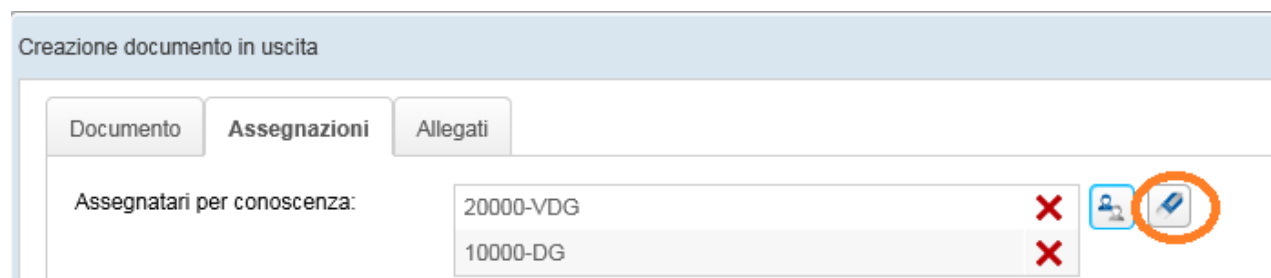 Creazione documento in uscita
Documento Assegnazioni Allegati
Assegnatari per conoscenza: 20000-VDG
10000-DG